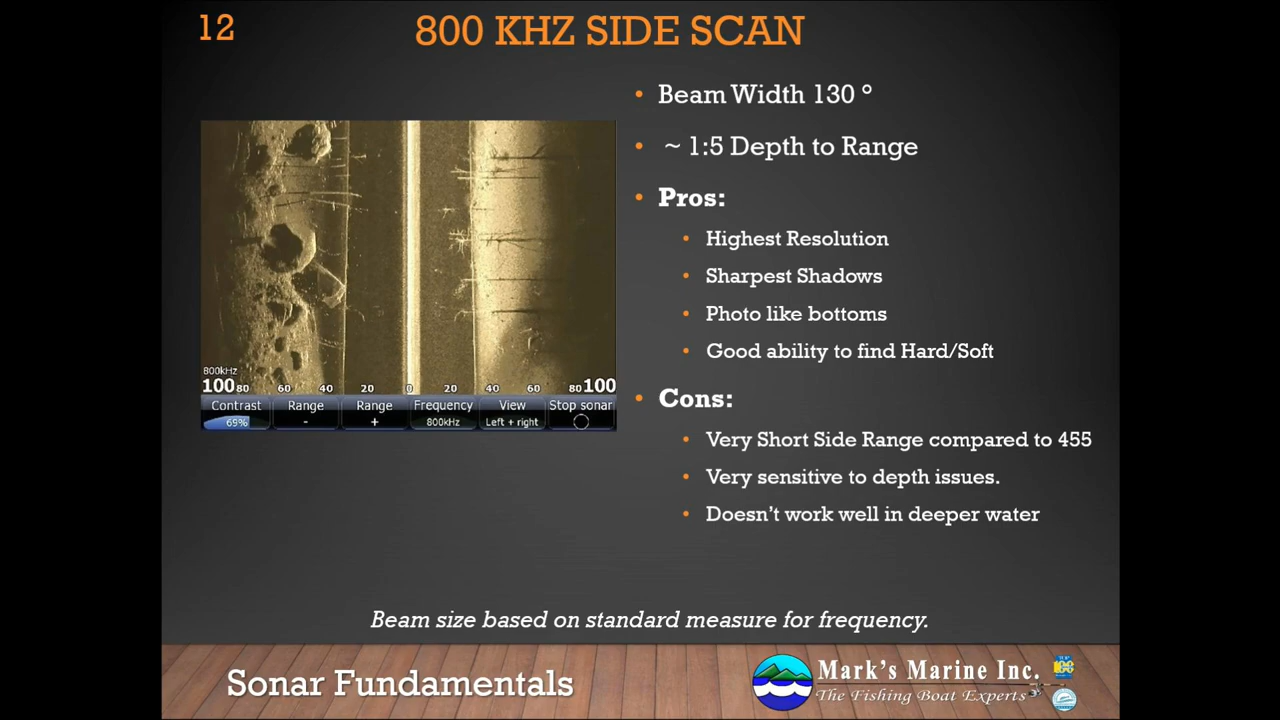 12
800 KHZ SIDE SCAN
Beam Width 130 °
~ 1:5 Depth to Range
Pros:
Highest Resolution
Sharpest Shadows
Photo like bottoms
Good ability to find Hard/Soft
Cons:
Very Short Side Range compared to 455
Very sensitive to depth issues.
Doesn't work well in deeper water
800kHz
100 80 60 40 20 0 20 40 60 80 100
Contrast Range Range Frequency View Stop sonar
69% - + 800kHz Left + right
Beam size based on standard measure for frequency.
Sonar Fundamentals
Mark's Marine Inc.
The Fishing Boat Experts